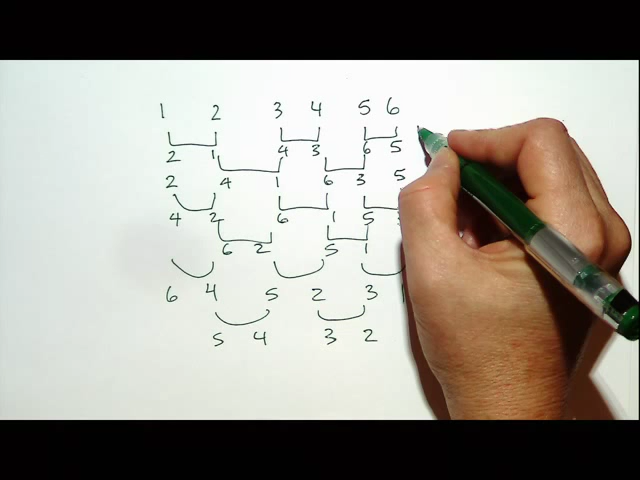 1 2 3 4 5 6
2 1 4 3 6 5
2 4 1 6 3 5
4 2 6 1 5
6 2 5 1
6 4 5 2 3
5 4 3 2